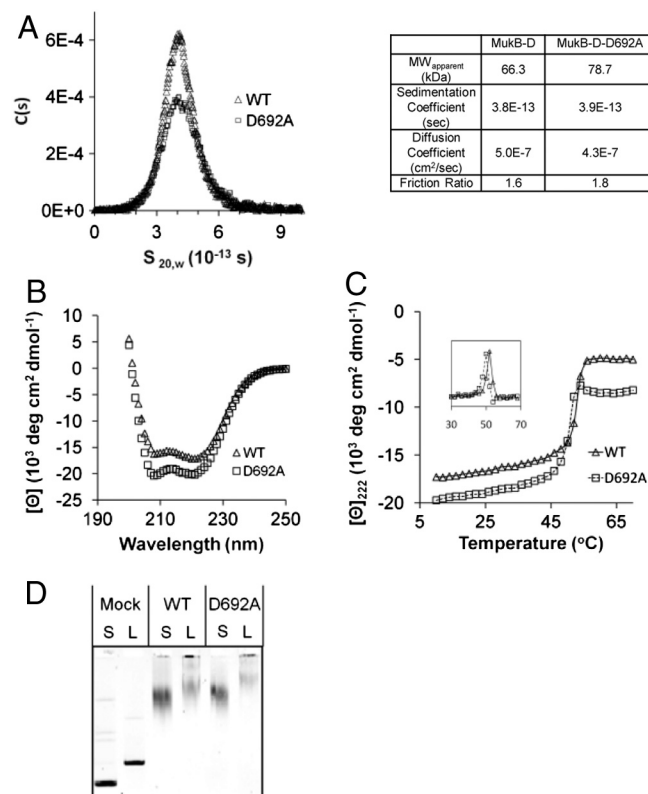 A
C(s)
6E-4
4E-4
2E-4
0E+0
0 3 6 9
S20,w (10-13 s)
WT
D692A
MukB-D MukB-D-D692A
MWapparent (kDa) 66.3 78.7
Sedimentation Coefficient (sec) 3.8E-13 3.9E-13
Diffusion Coefficient (cm2/sec) 5.0E-7 4.3E-7
Friction Ratio 1.6 1.8
B
[Θ] (10³ deg cm² dmol⁻¹)
10
5
0
-5
-10
-15
-20
-25
190 210 230 250
Wavelength (nm)
WT
D692A
C
[Θ]222 (10³ deg cm² dmol⁻¹)
0
-5
-10
-15
-20
5 25 45 65
Temperature (°C)
30 50 70
WT
D692A
D
Mock WT D692A
S L S L S L